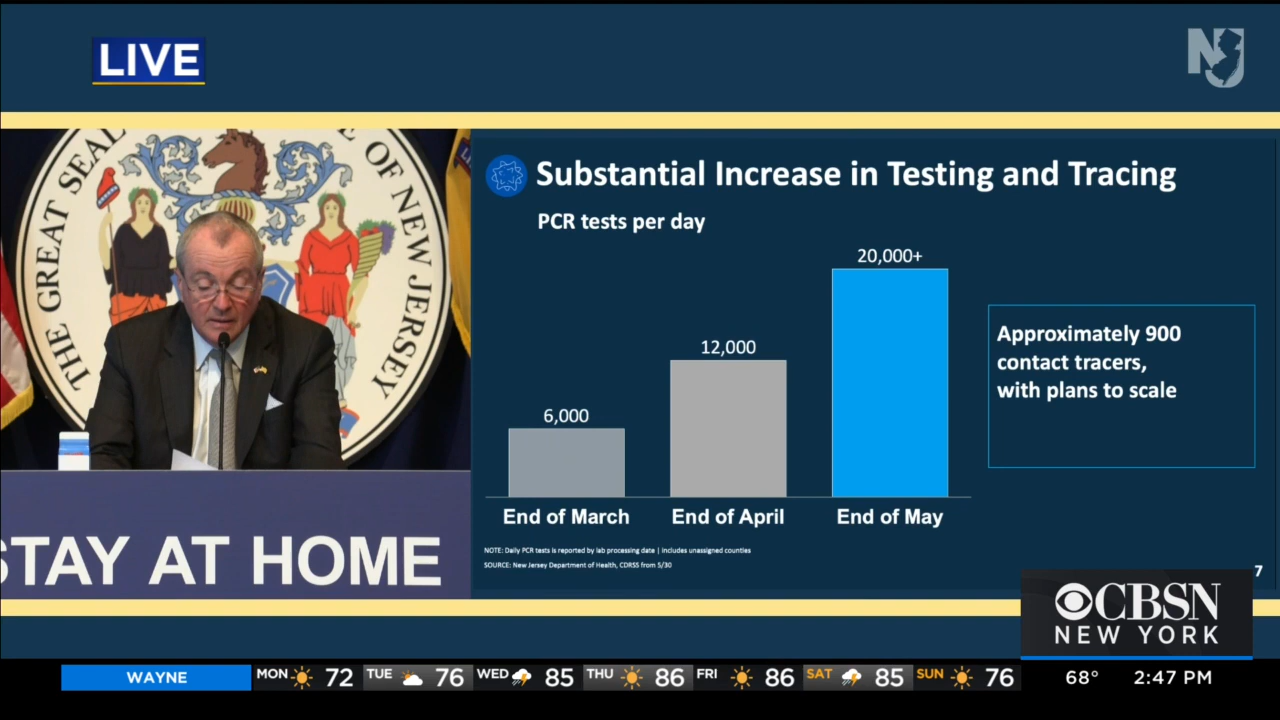 LIVE
NJ
THE GREAT SEAL
E OF NEW JERSEY
Substantial Increase in Testing and Tracing
PCR tests per day
20,000+
12,000
6,000
Approximately 900
contact tracers,
with plans to scale
End of March End of April End of May
NOTE: Daily PCR tests is reported by lab processing date | includes unassigned counties
SOURCE: New Jersey Department of Health, CDRSS from 5/30
7
STAY AT HOME
CBSN
NEW YORK
WAYNE MON 72 TUE 76 WED 85 THU 86 FRI 86 SAT 85 SUN 76 68° 2:47 PM